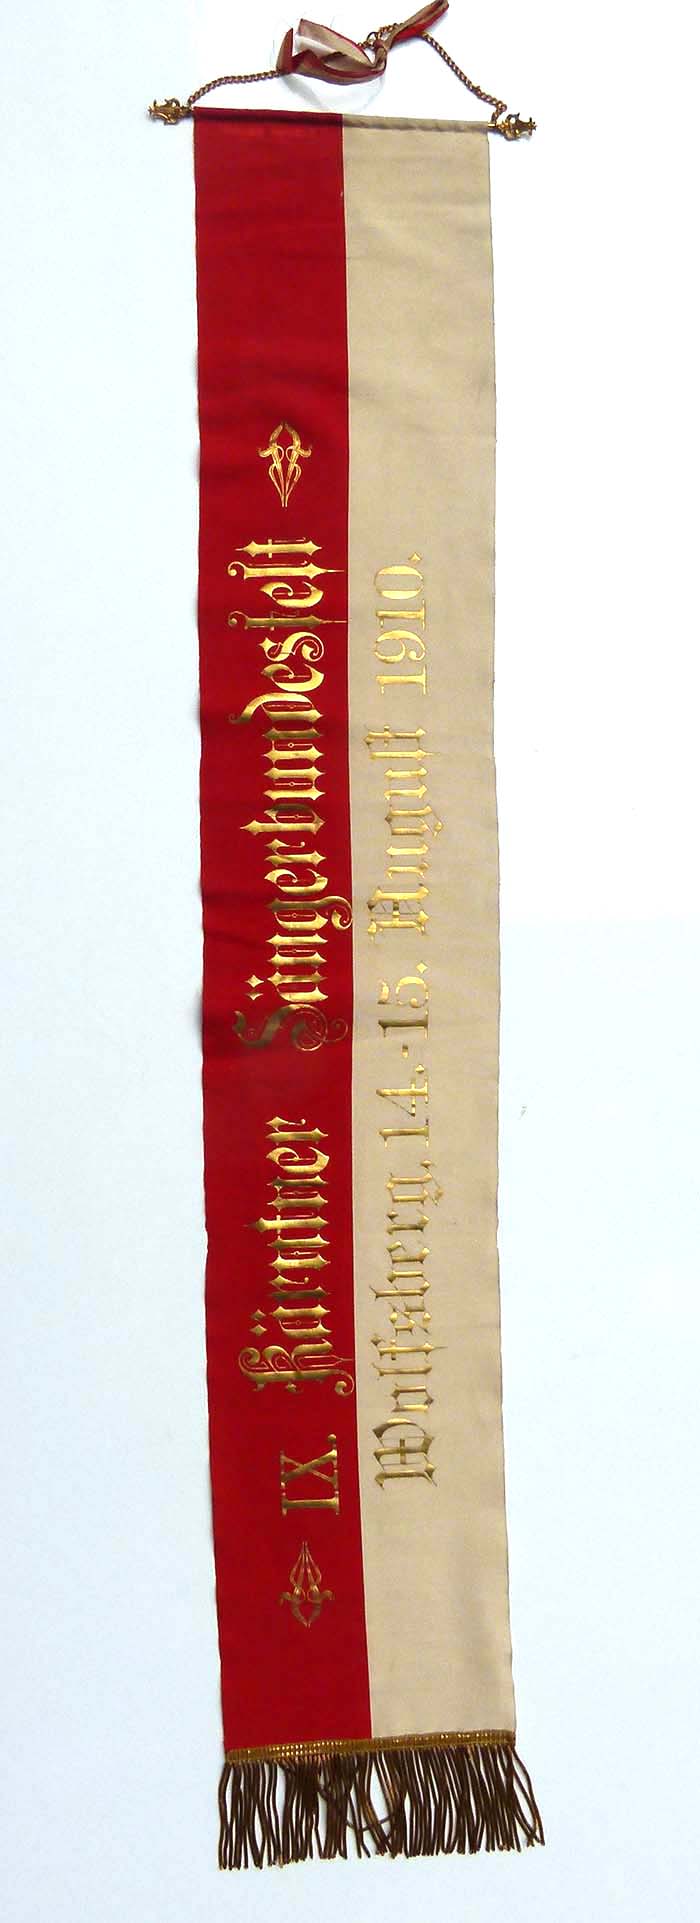 IX. Kärntner Sängerbundesfest
Wolfsberg, 14.-15. August 1910.